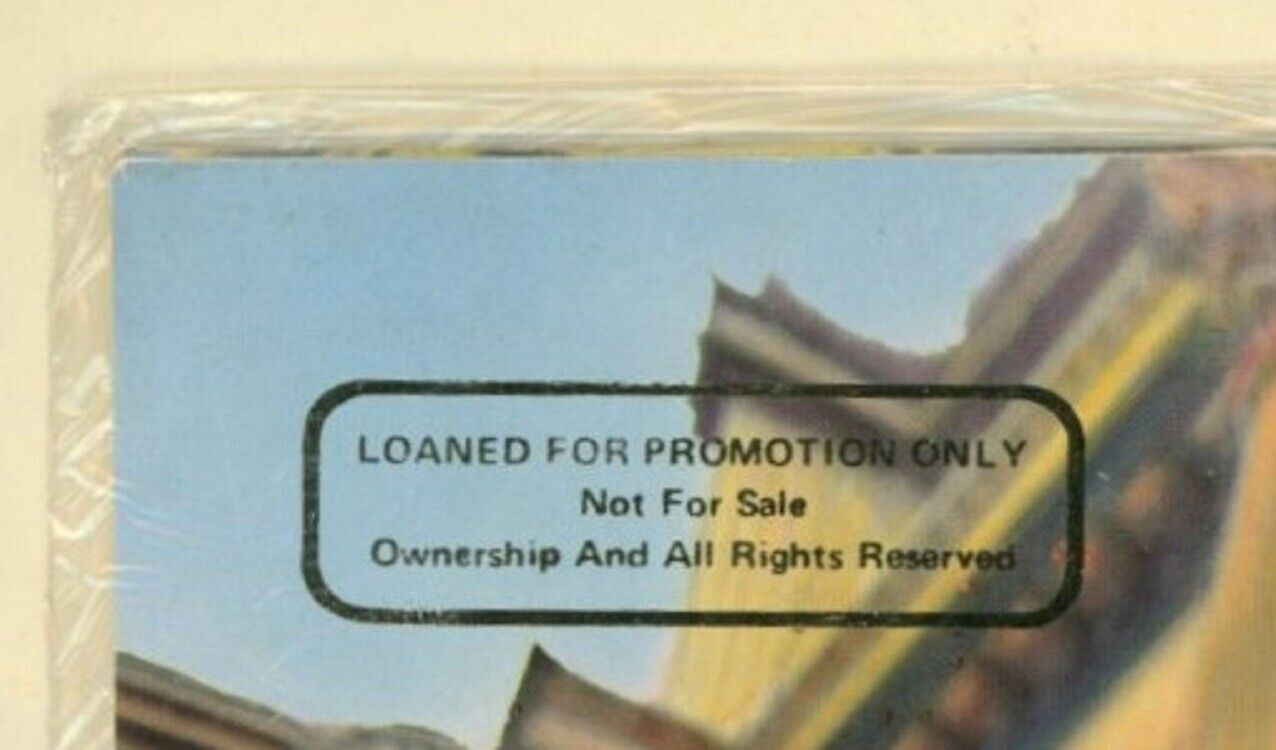 LOANED FOR PROMOTION ONLY
Not For Sale
Ownership And All Rights Reserved